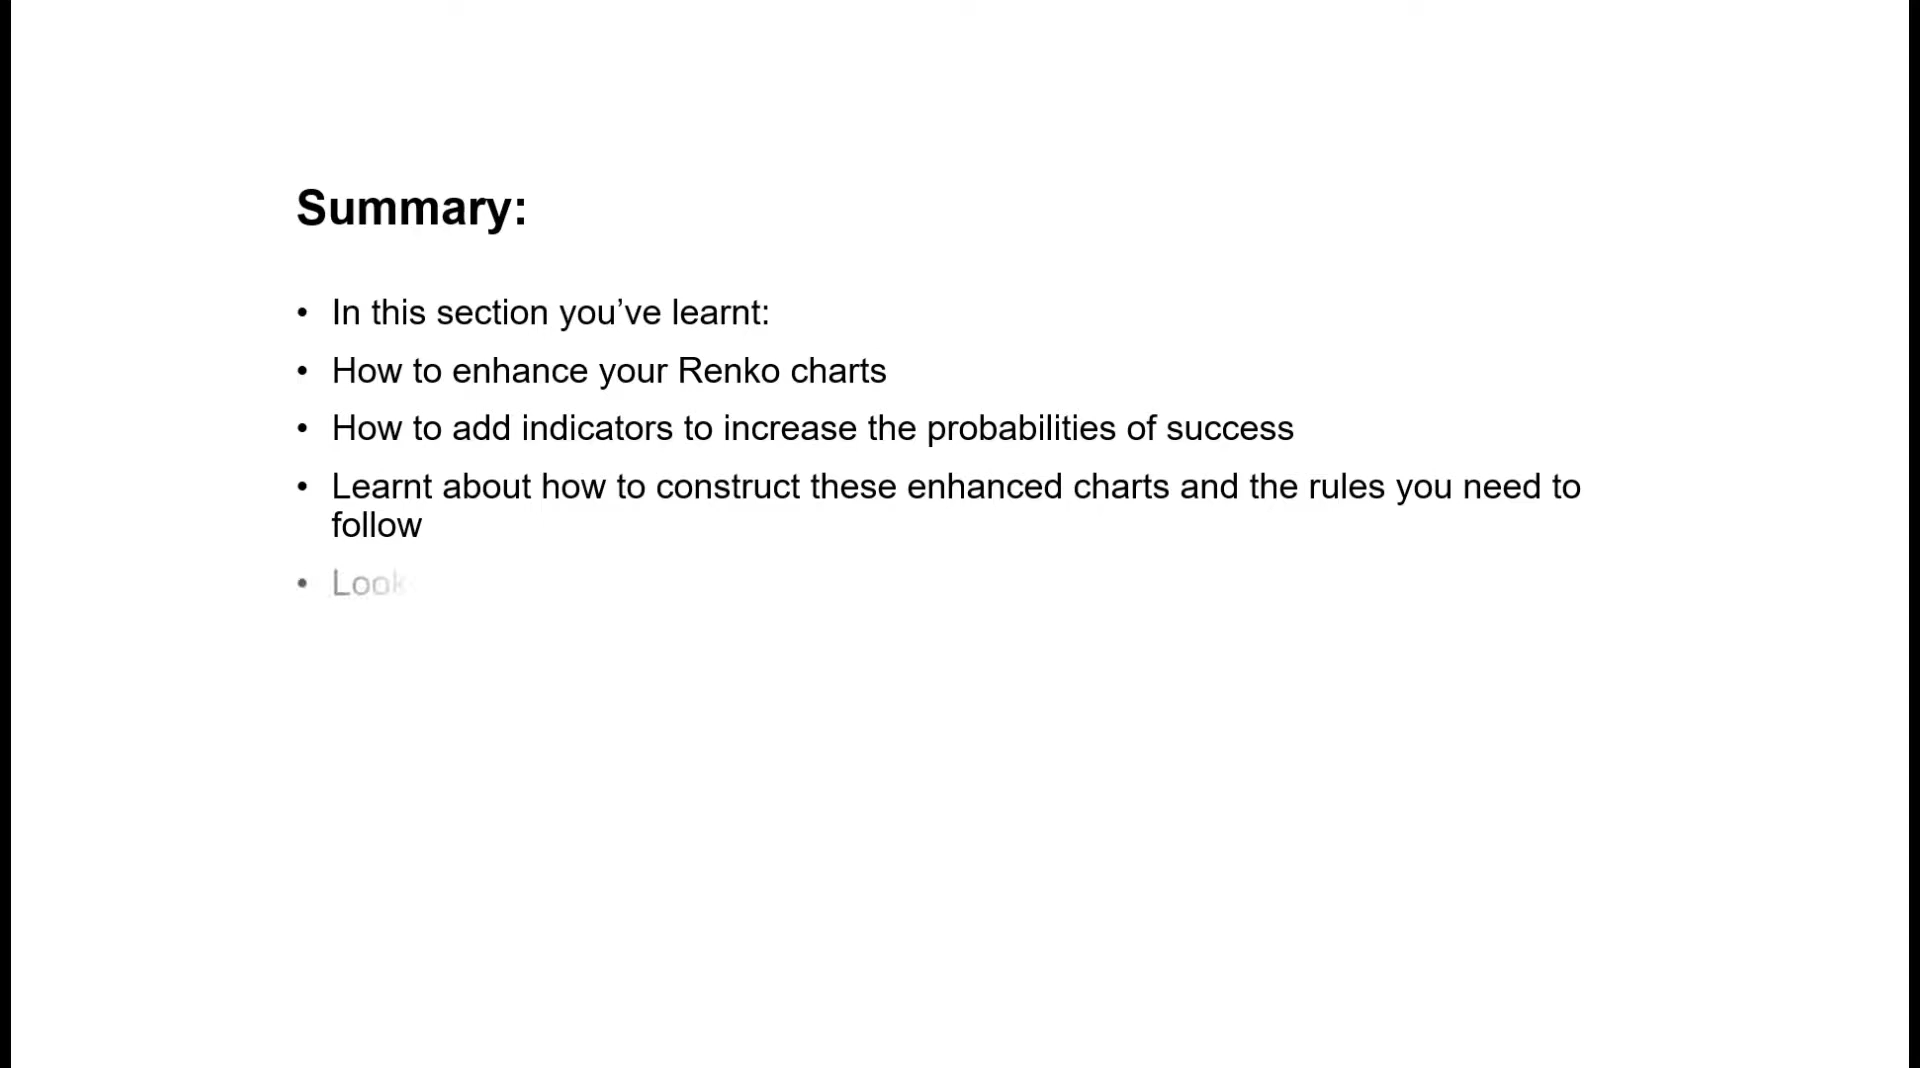 Summary:
• In this section you’ve learnt:
• How to enhance your Renko charts
• How to add indicators to increase the probabilities of success
• Learnt about how to construct these enhanced charts and the rules you need to
follow
• Look